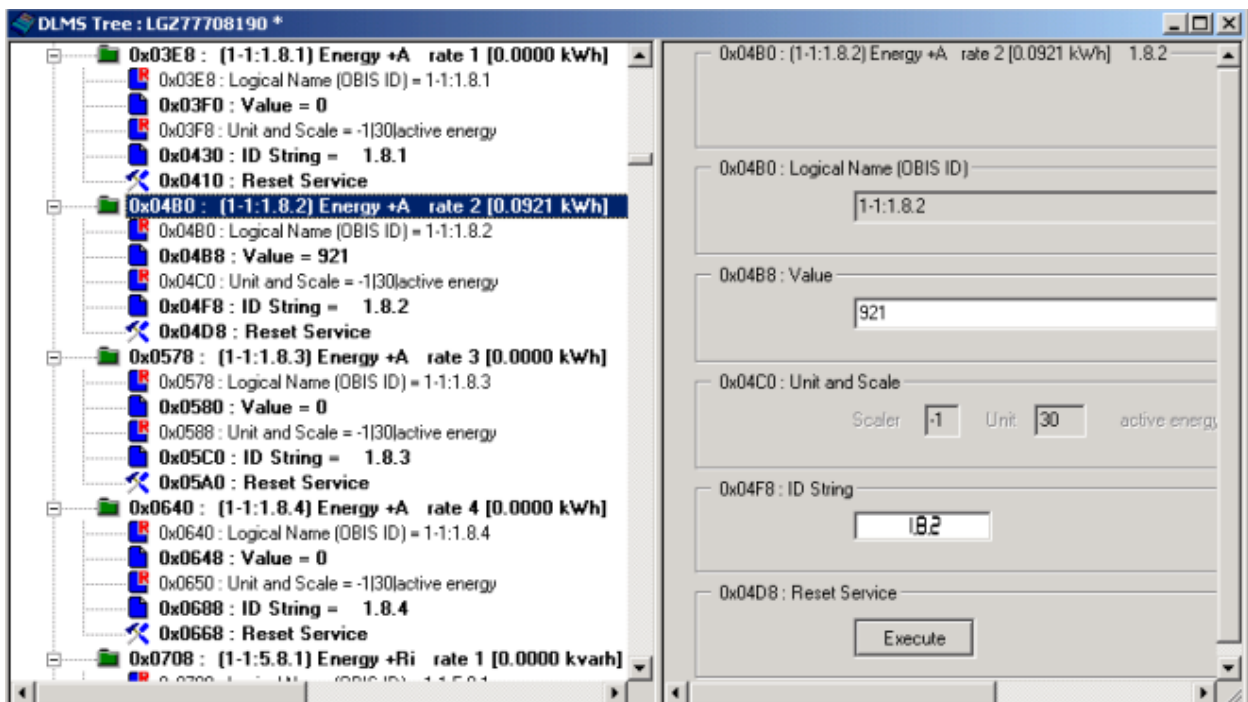 DLMS Tree : LGZ77708190 *
0x03E8 : (1-1:1.8.1) Energy +A rate 1 [0.0000 kWh]
0x03E8 : Logical Name (OBIS ID) = 1-1:1.8.1
0x03F0 : Value = 0
0x03F8 : Unit and Scale = -1|30|active energy
0x0430 : ID String = 1.8.1
0x0410 : Reset Service
0x04B0 : (1-1:1.8.2) Energy +A rate 2 [0.0921 kWh]
0x04B0 : Logical Name (OBIS ID) = 1-1:1.8.2
0x04B8 : Value = 921
0x04C0 : Unit and Scale = -1|30|active energy
0x04F8 : ID String = 1.8.2
0x04D8 : Reset Service
0x0578 : (1-1:1.8.3) Energy +A rate 3 [0.0000 kWh]
0x0578 : Logical Name (OBIS ID) = 1-1:1.8.3
0x0580 : Value = 0
0x0588 : Unit and Scale = -1|30|active energy
0x05C0 : ID String = 1.8.3
0x05A0 : Reset Service
0x0640 : (1-1:1.8.4) Energy +A rate 4 [0.0000 kWh]
0x0640 : Logical Name (OBIS ID) = 1-1:1.8.4
0x0648 : Value = 0
0x0650 : Unit and Scale = -1|30|active energy
0x0688 : ID String = 1.8.4
0x0668 : Reset Service
0x0708 : (1-1:5.8.1) Energy +Ri rate 1 [0.0000 kvarh]
0x04B0 : (1-1:1.8.2) Energy +A rate 2 [0.0921 kWh] 1.8.2
0x04B0 : Logical Name (OBIS ID)
1-1:1.8.2
0x04B8 : Value
921
0x04C0 : Unit and Scale
Scaler -1 Unit 30 active energy
0x04F8 : ID String
1.8.2
0x04D8 : Reset Service
Execute